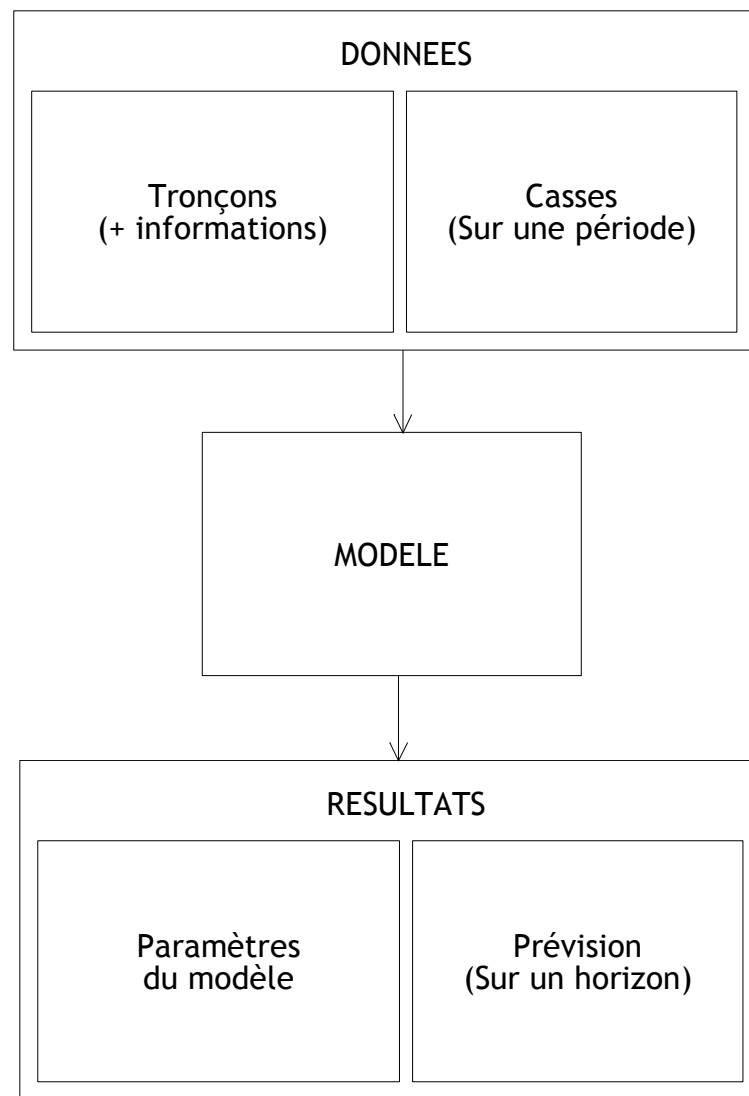 DONNEES
Tronçons
(+ informations)
Casses
(Sur une période)
MODELE
RESULTATS
Paramètres
du modèle
Prévision
(Sur un horizon)